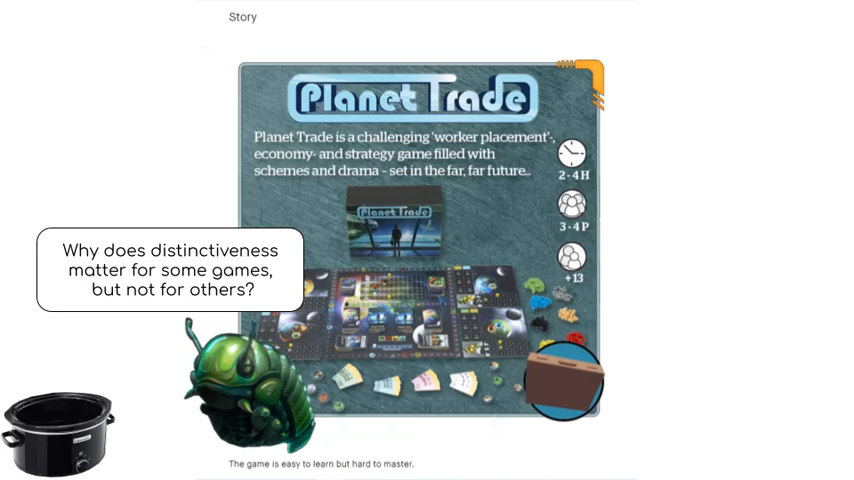 Story
Planet Trade
Planet Trade is a challenging 'worker placement'-,
economy- and strategy game filled with
schemes and drama – set in the far, far future..
2-4H
3-4P
+13
Planet Trade
Why does distinctiveness
matter for some games,
but not for others?
The game is easy to learn but hard to master.